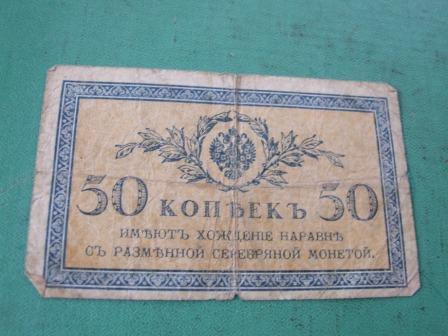 50 КОПѢЕКЪ 50
ИМѢЮТЪ ХОЖДЕНІЕ НАРАВНѢ
СЪ РАЗМѢННОЙ СЕРЕБРЯНОЙ МОНЕТОЙ.